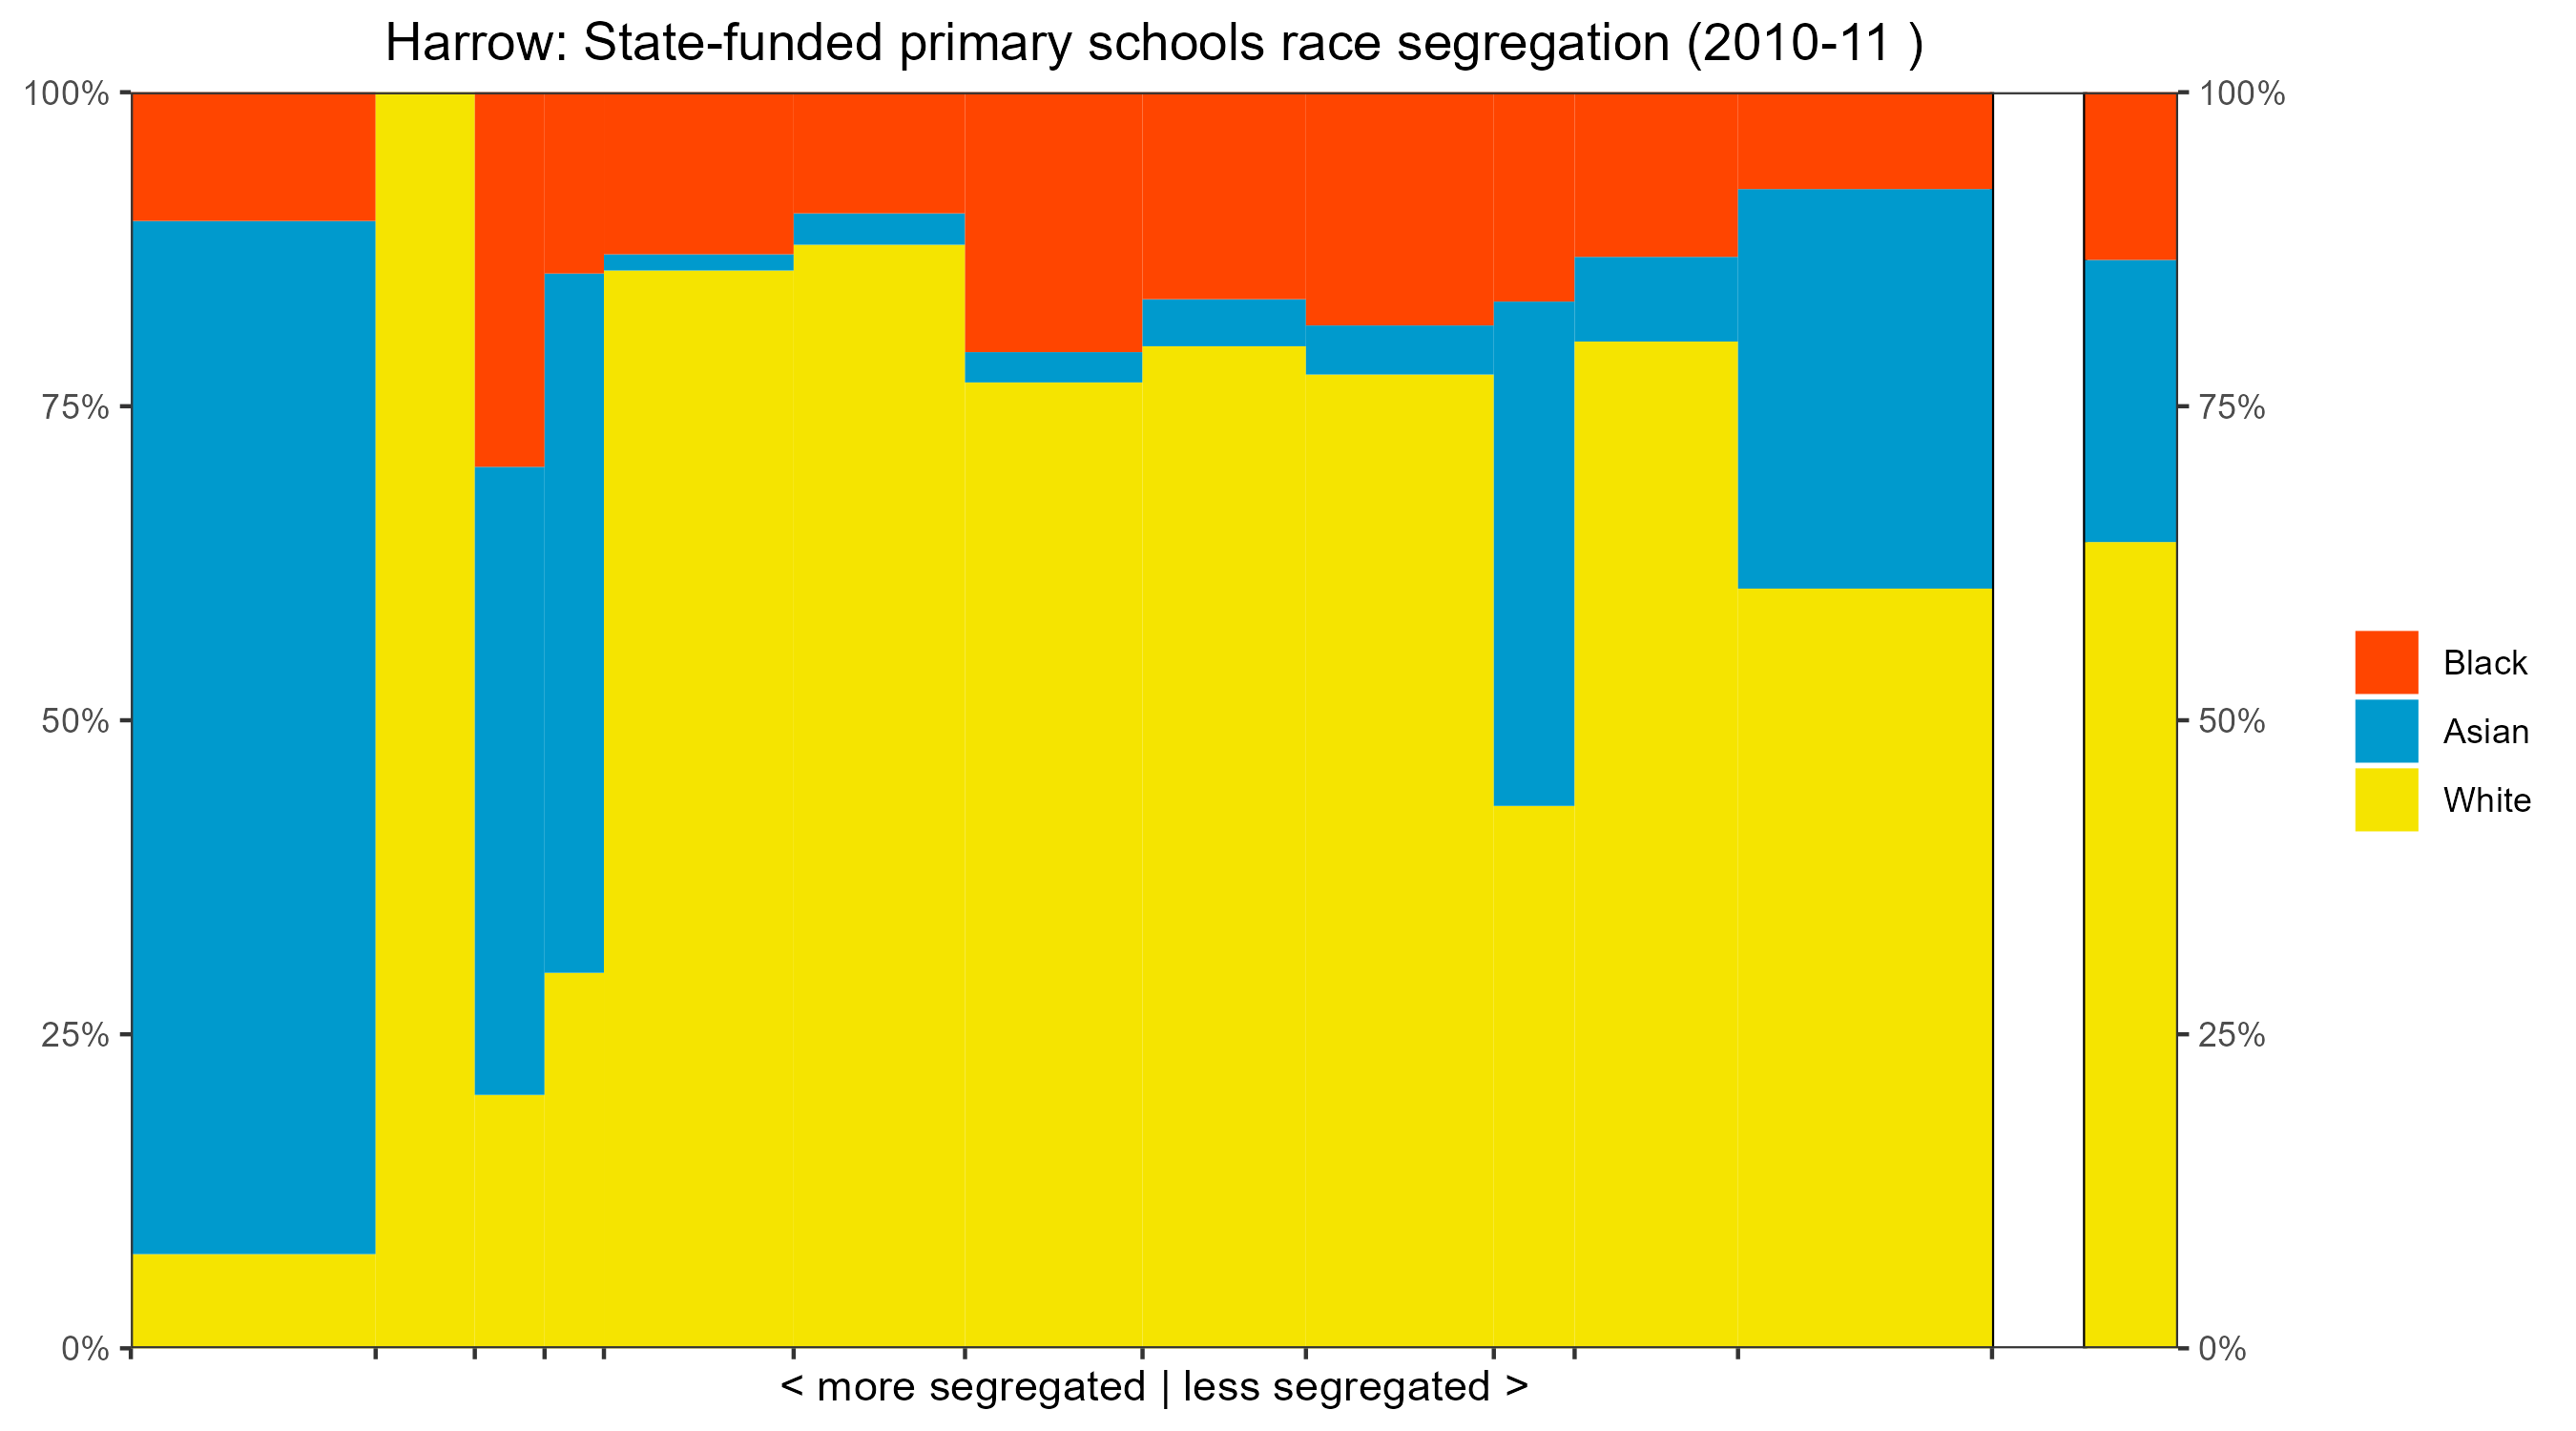 Harrow: State-funded primary schools race segregation (2010-11 )
100%
75%
50%
25%
0%
100%
75%
50%
25%
0%
< more segregated | less segregated >
Black
Asian
White